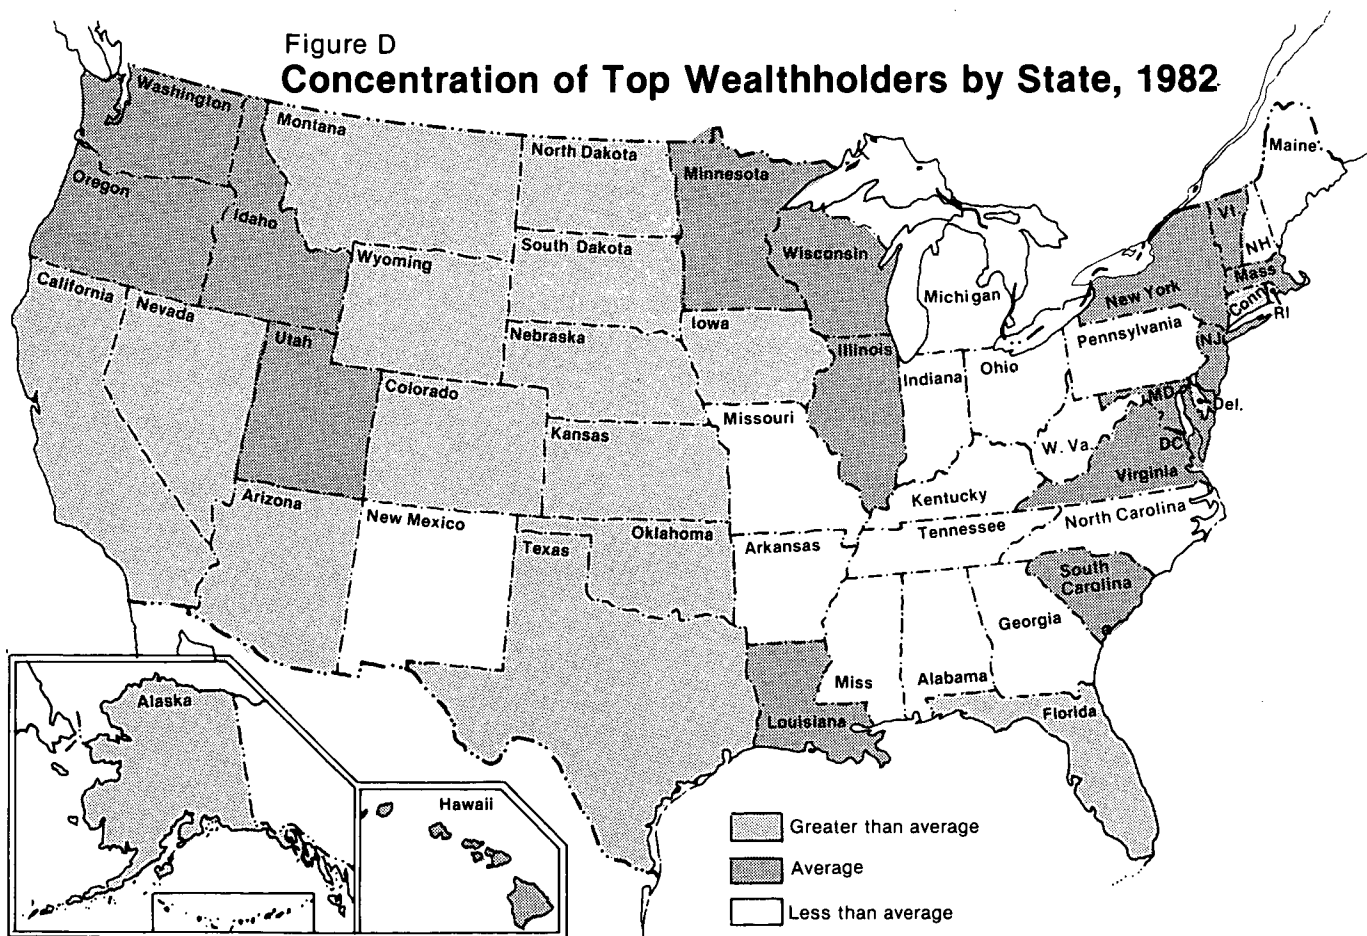 Figure D
Concentration of Top Wealthholders by State, 1982
Washington
Montana
North Dakota
Minnesota
Maine
Oregon
Idaho
Wyoming
South Dakota
Wisconsin
Michigan
New York
VT
NH
Mass
Conn
RI
California
Nevada
Utah
Colorado
Nebraska
Iowa
Illinois
Indiana
Ohio
Pennsylvania
NJ
MD
Del.
DC
Kansas
Missouri
W. Va.
Virginia
Kentucky
Arizona
New Mexico
Texas
Oklahoma
Arkansas
Tennessee
North Carolina
South
Carolina
Georgia
Alabama
Miss
Louisiana
Florida
Alaska
Hawaii
Greater than average
Average
Less than average